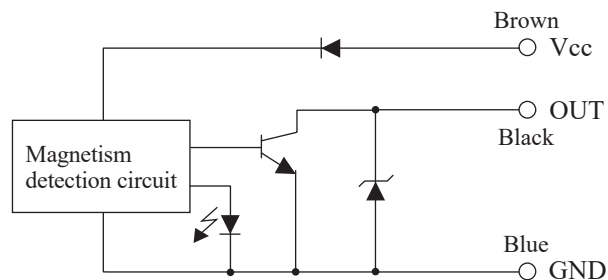 Brown
Vcc
OUT
Black
Magnetism
detection circuit
Blue
GND